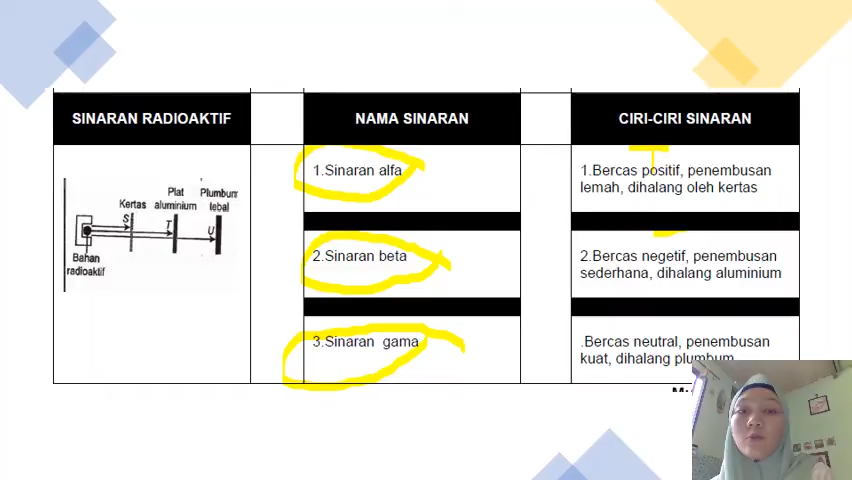 SINARAN RADIOAKTIF
NAMA SINARAN
CIRI-CIRI SINARAN
Kertas
Plat
aluminium
Plumbum
lebal
S
T
U
Bahan
radioaktif
1.Sinaran alfa
1.Bercas positif, penembusan
lemah, dihalang oleh kertas
2.Sinaran beta
2.Bercas negetif, penembusan
sederhana, dihalang aluminium
3.Sinaran gama
.Bercas neutral, penembusan
kuat, dihalang plumbum